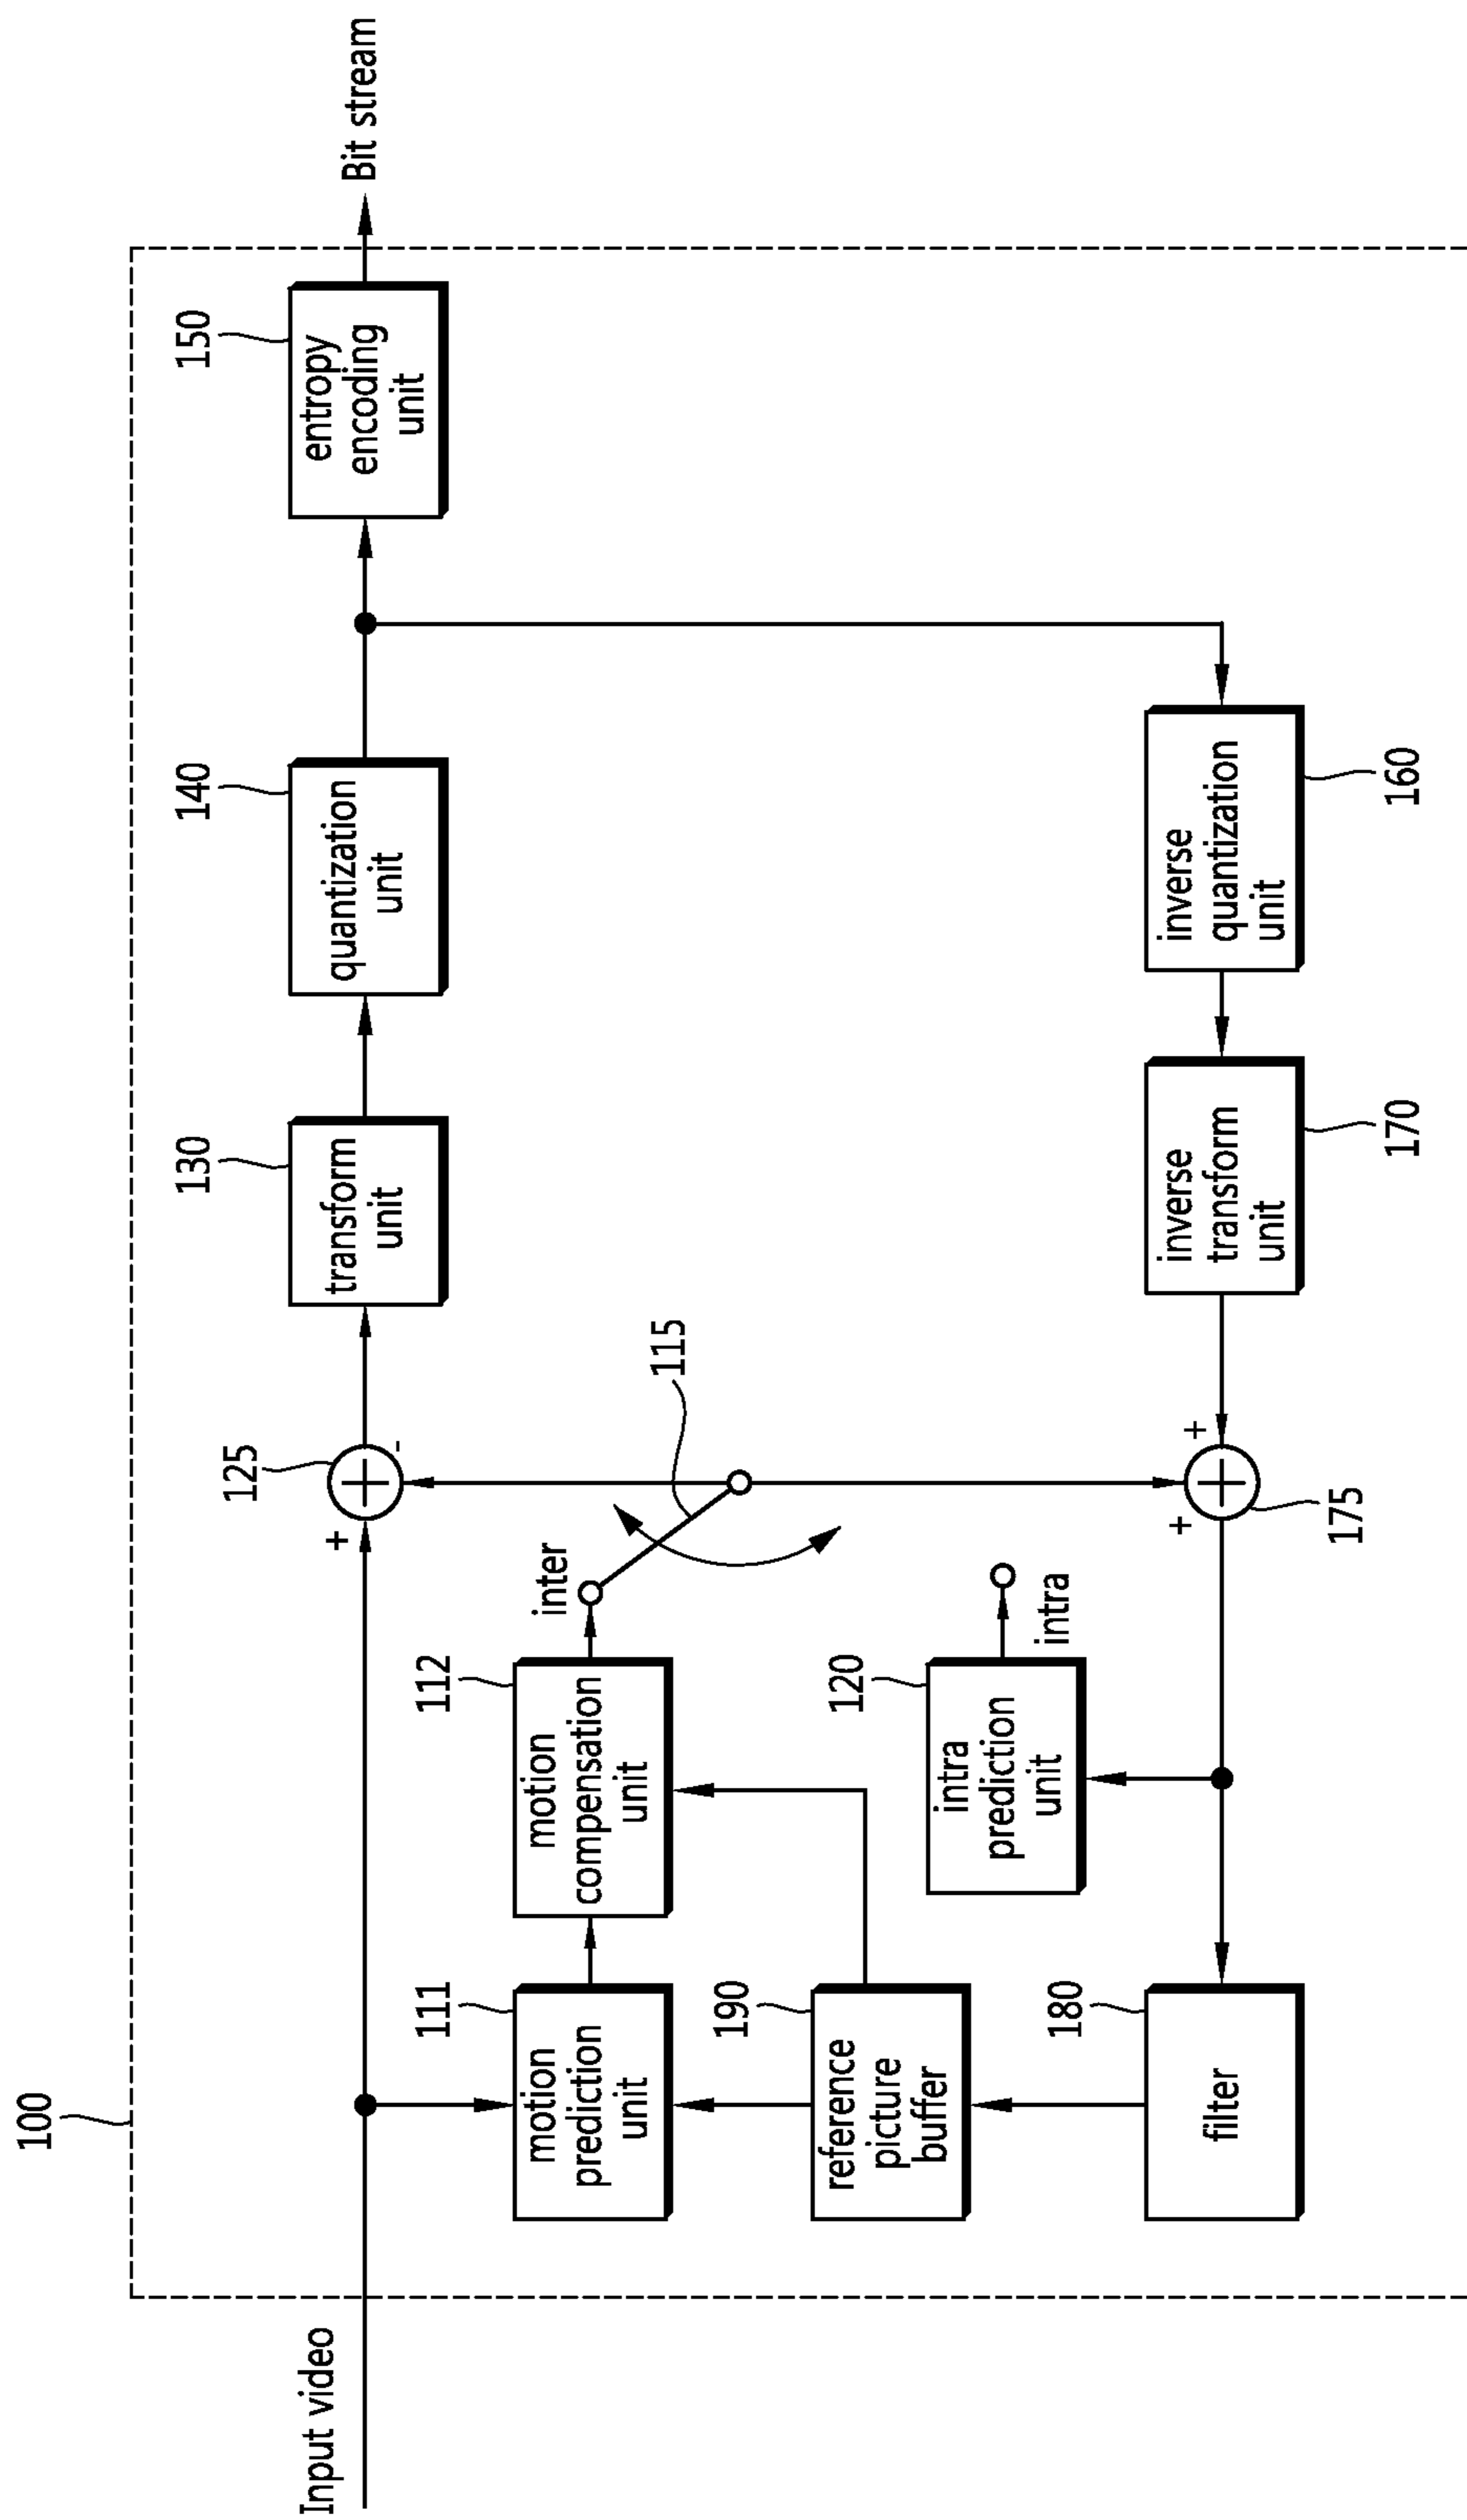 100
Input video
Bit stream
+
125
-
130
transform
unit
140
quantization
unit
150
entropy
encoding
unit
111
motion
prediction
unit
112
motion
compensation
unit
inter
115
190
reference
picture
buffer
120
intra
prediction
unit
intra
180
filter
+
175
+
inverse
transform
unit
170
inverse
quantization
unit
160